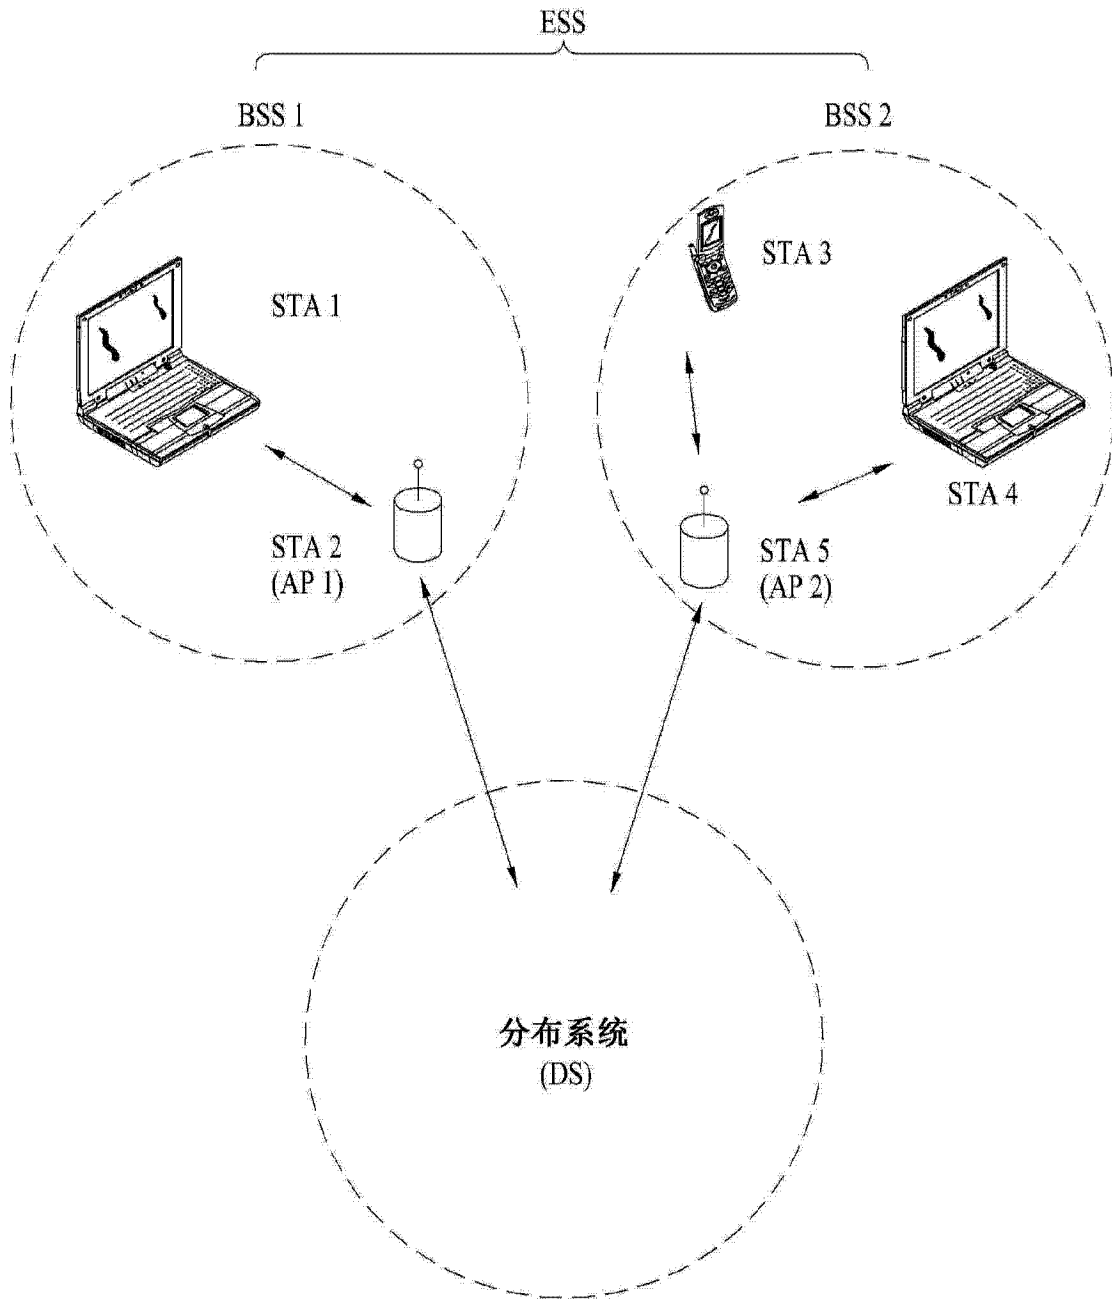 ESS
BSS 1
BSS 2
STA 3
STA 1
STA 4
STA 2
(AP 1)
STA 5
(AP 2)
分布系统
(DS)